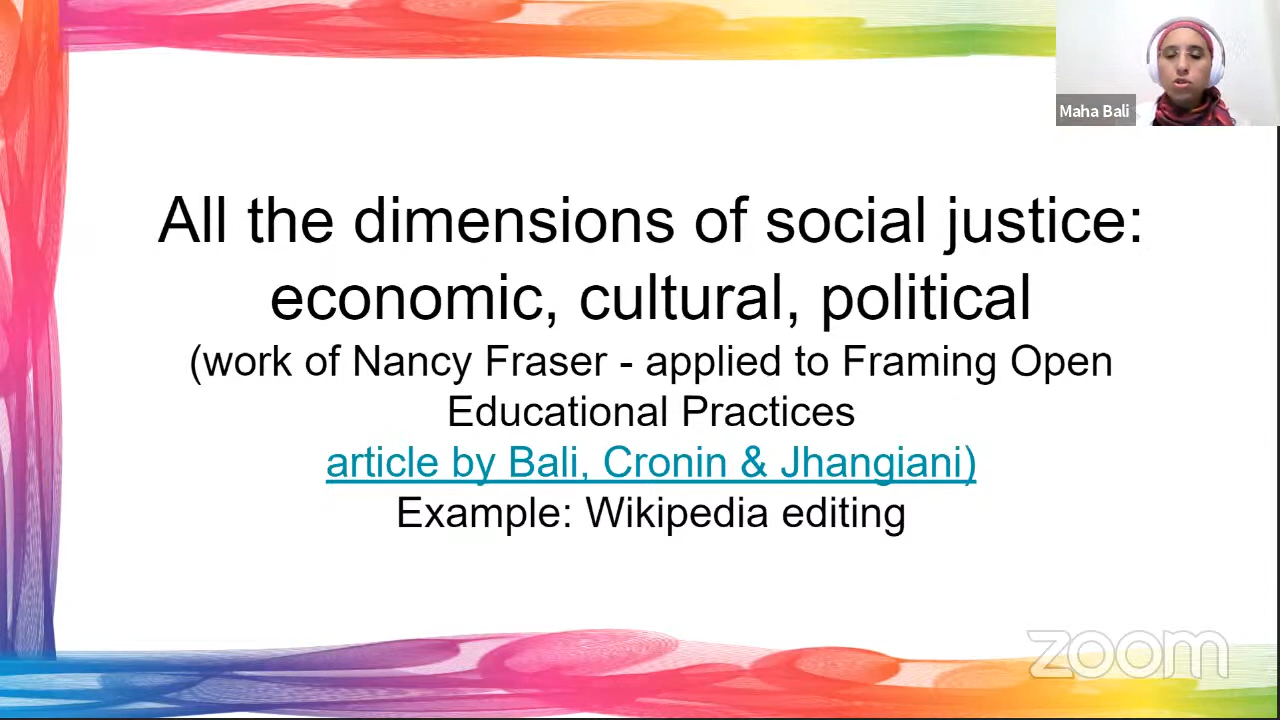 Maha Bali
All the dimensions of social justice:
economic, cultural, political
(work of Nancy Fraser - applied to Framing Open
Educational Practices
article by Bali, Cronin & Jhangiani)
Example: Wikipedia editing
zoom